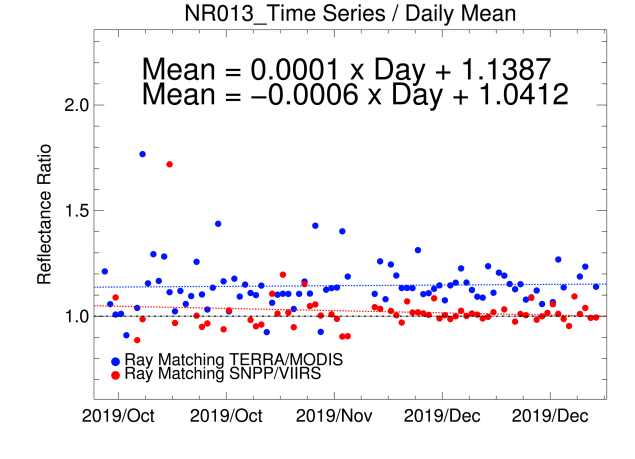 NR013_Time Series / Daily Mean
Mean = 0.0001 x Day + 1.1387
Mean = −0.0006 x Day + 1.0412
2.0
1.5
1.0
Reflectance Ratio
Ray Matching TERRA/MODIS
Ray Matching SNPP/VIIRS
2019/Oct 2019/Oct 2019/Nov 2019/Dec 2019/Dec